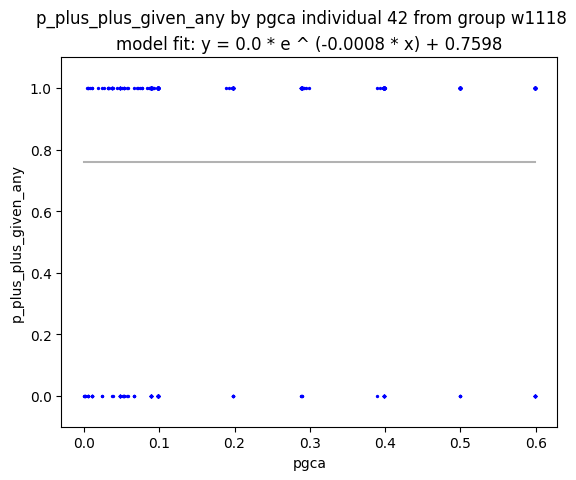 p_plus_plus_given_any by pgca individual 42 from group w1118
model fit: y = 0.0 * e ^ (-0.0008 * x) + 0.7598
1.0
0.8
0.6
0.4
0.2
0.0
p_plus_plus_given_any
0.0 0.1 0.2 0.3 0.4 0.5 0.6
pgca